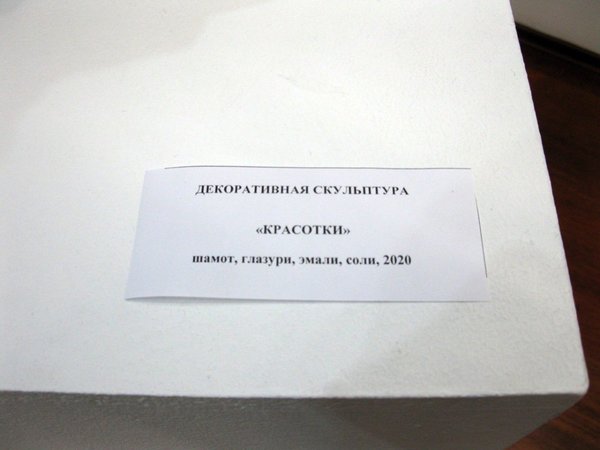 ДЕКОРАТИВНАЯ СКУЛЬПТУРА
«КРАСОТКИ»
шамот, глазури, эмали, соли, 2020